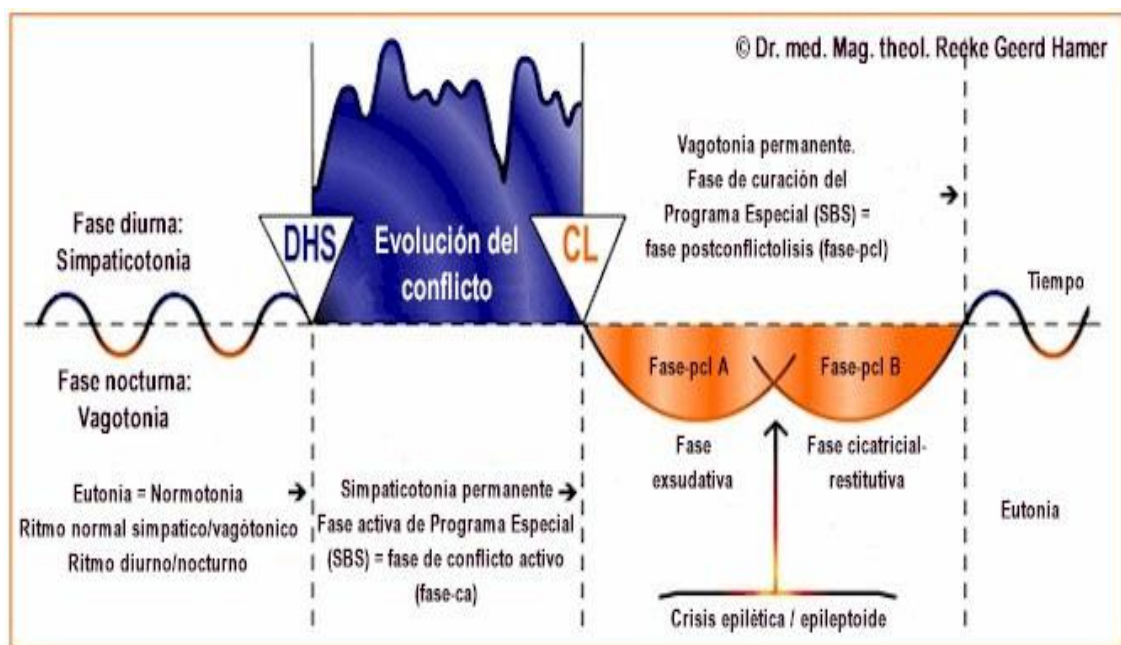 © Dr. med. Mag. theol. Reeke Geerd Hamer
Vagotonia permanente.
Fase de curación del
Programa Especial (SBS) =
fase postconflictolisis (fase-pcl)
Fase diurna:
Simpaticotonia
DHS
Evolución del
conflicto
CL
Tiempo
Fase nocturna:
Vagotonia
Fase-pcl A
Fase-pcl B
Fase
exsudativa
Fase cicatricial-
restitutiva
Eutonia = Normotonia
Ritmo normal simpatico/vagótonico
Ritmo diurno/nocturno
Simpaticotonia permanente
Fase activa de Programa Especial
(SBS) = fase de conflicto activo
(fase-ca)
Eutonia
Crisis epilética / epileptoide